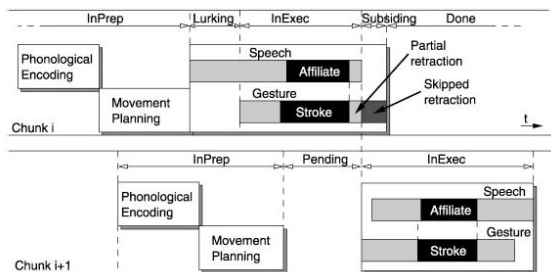 InPrep Lurking InExec Subsiding Done
Speech
Partial
retraction
Phonological
Encoding
Affiliate
Gesture
Skipped
retraction
Movement
Planning
Stroke
Chunk i
t
InPrep Pending InExec
Speech
Phonological
Encoding
Affiliate
Gesture
Movement
Planning
Stroke
Chunk i+1